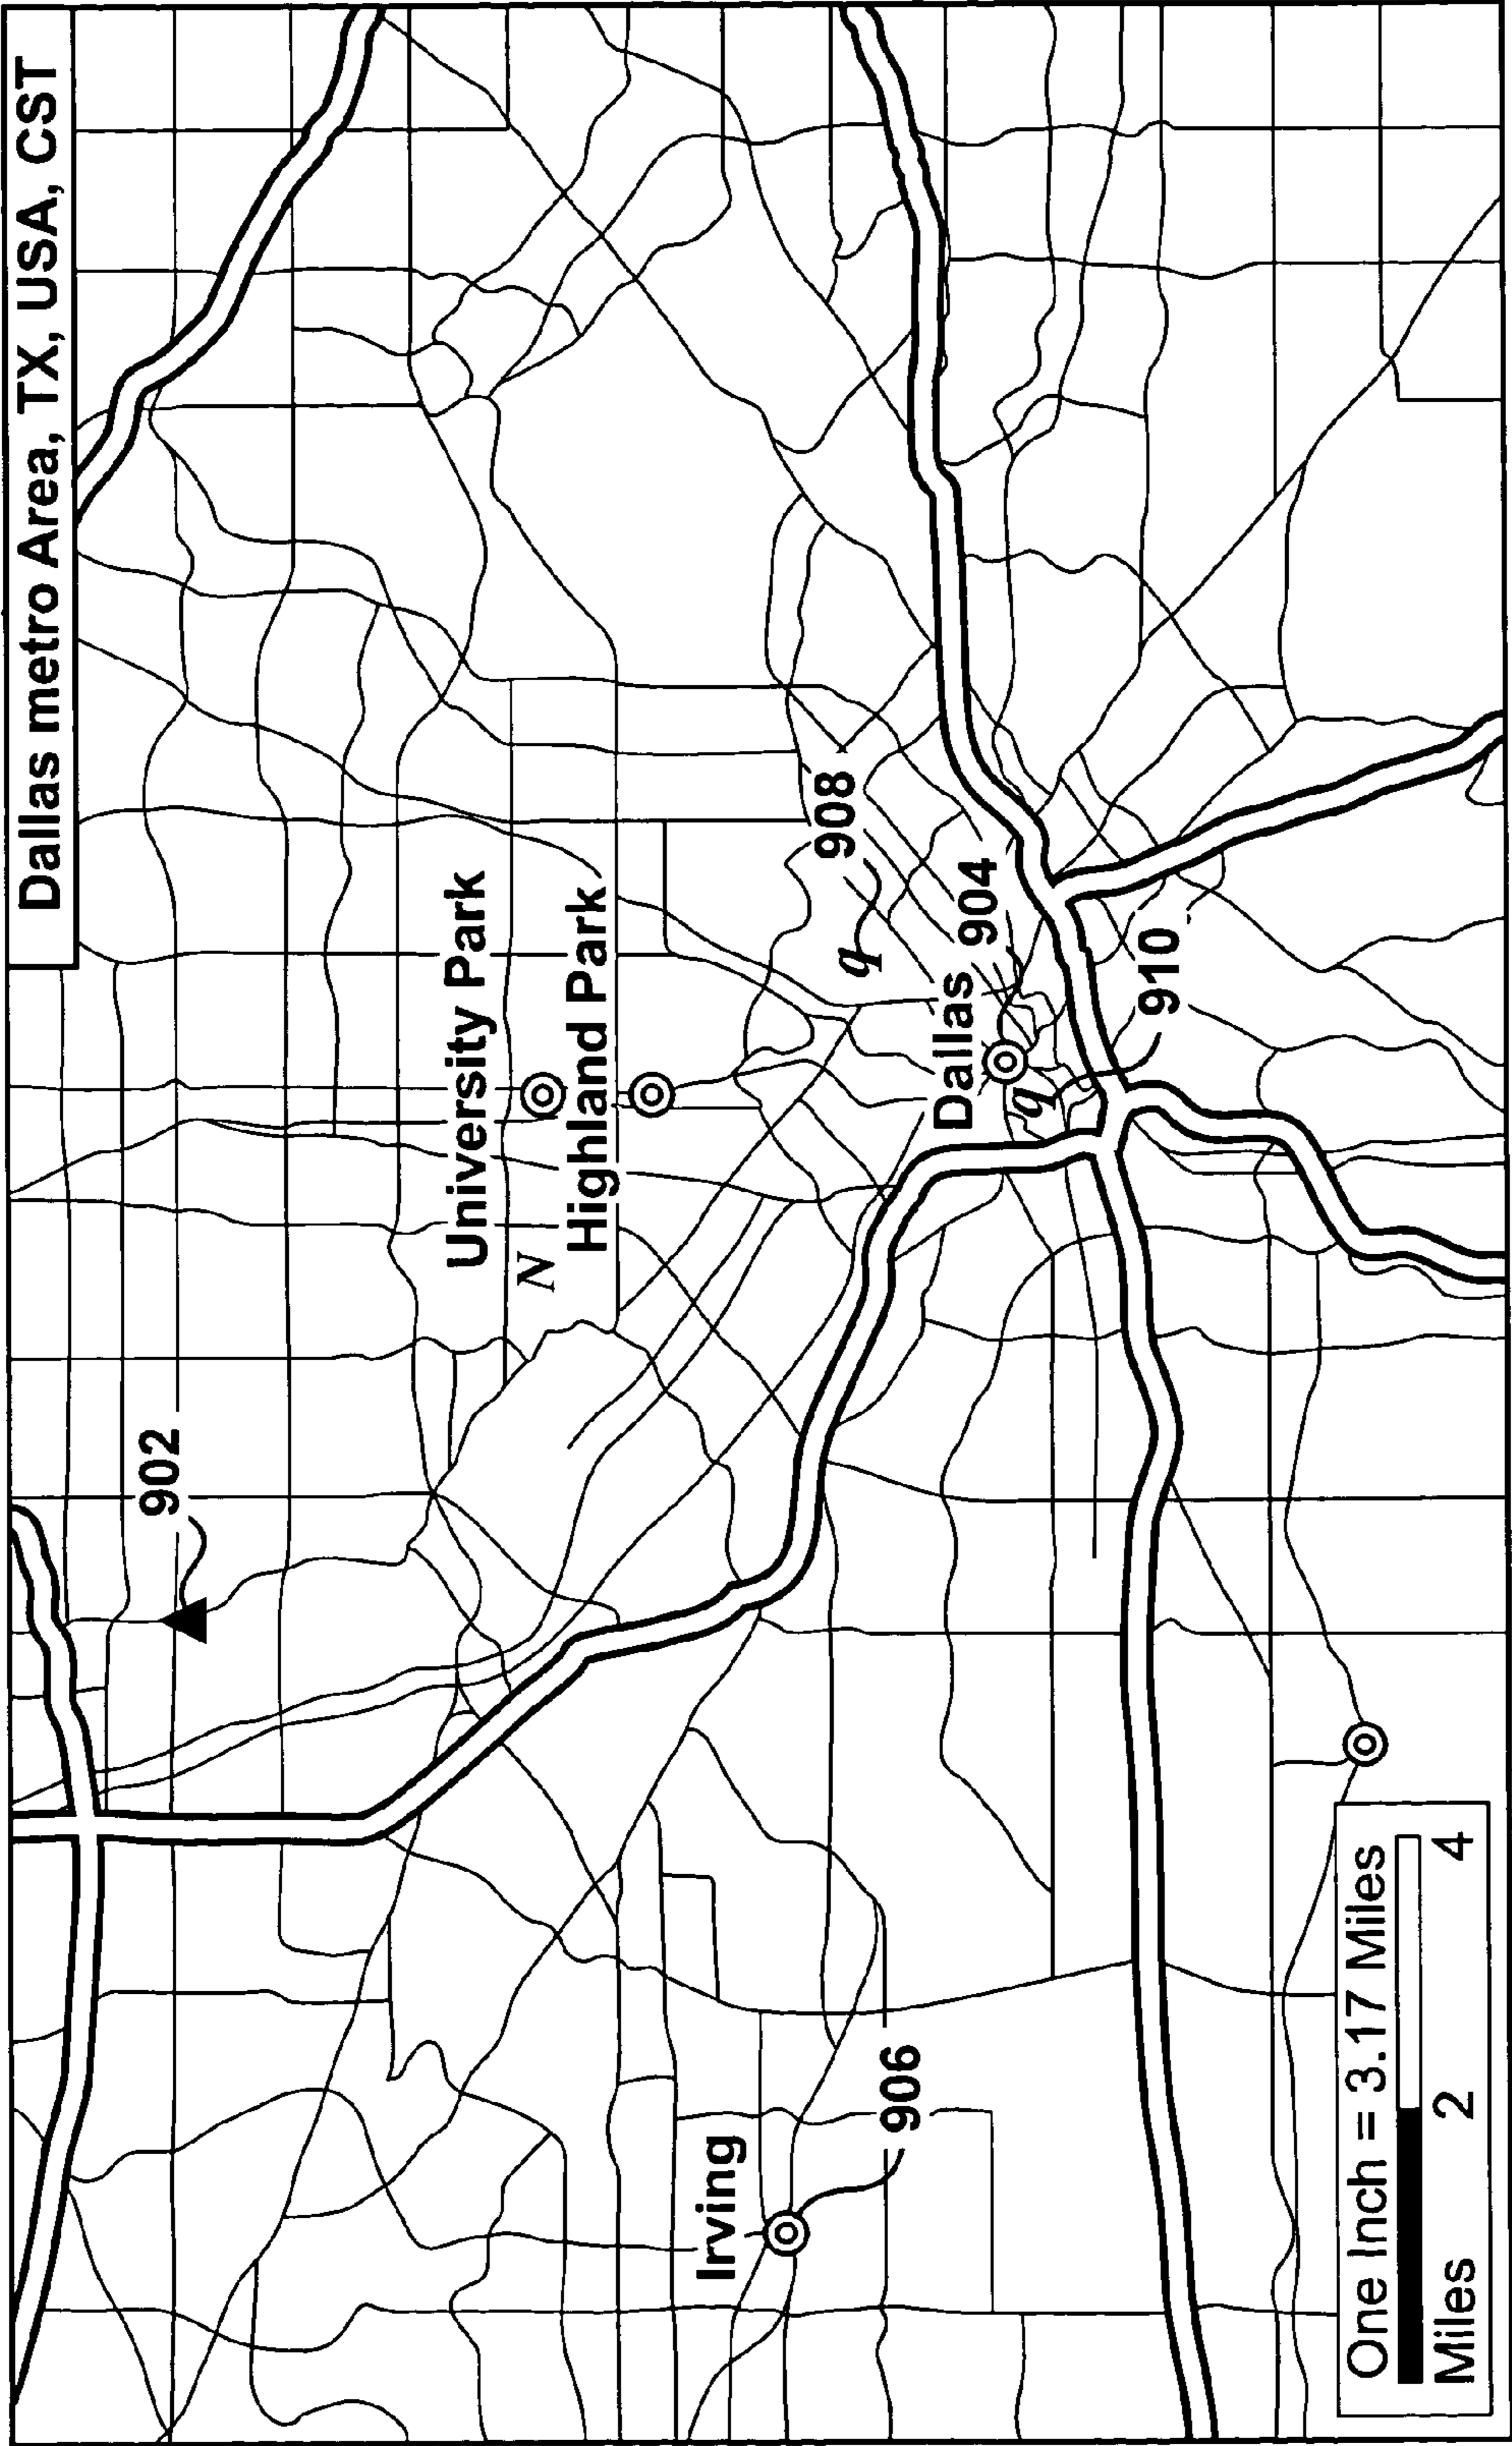 Dallas metro Area, TX, USA, CST
902
University Park
N
Highland Park
908
q
Dallas
904
q
910
Irving
906
One Inch = 3.17 Miles
Miles 2 4